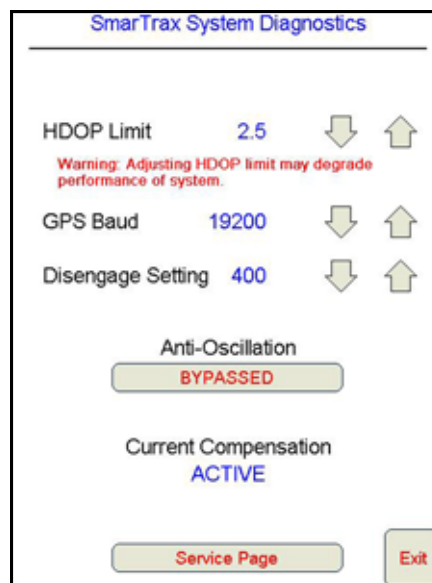 SmarTrax System Diagnostics
HDOP Limit 2.5
Warning: Adjusting HDOP limit may degrade
performance of system.
GPS Baud 19200
Disengage Setting 400
Anti-Oscillation
BYPASSED
Current Compensation
ACTIVE
Service Page Exit